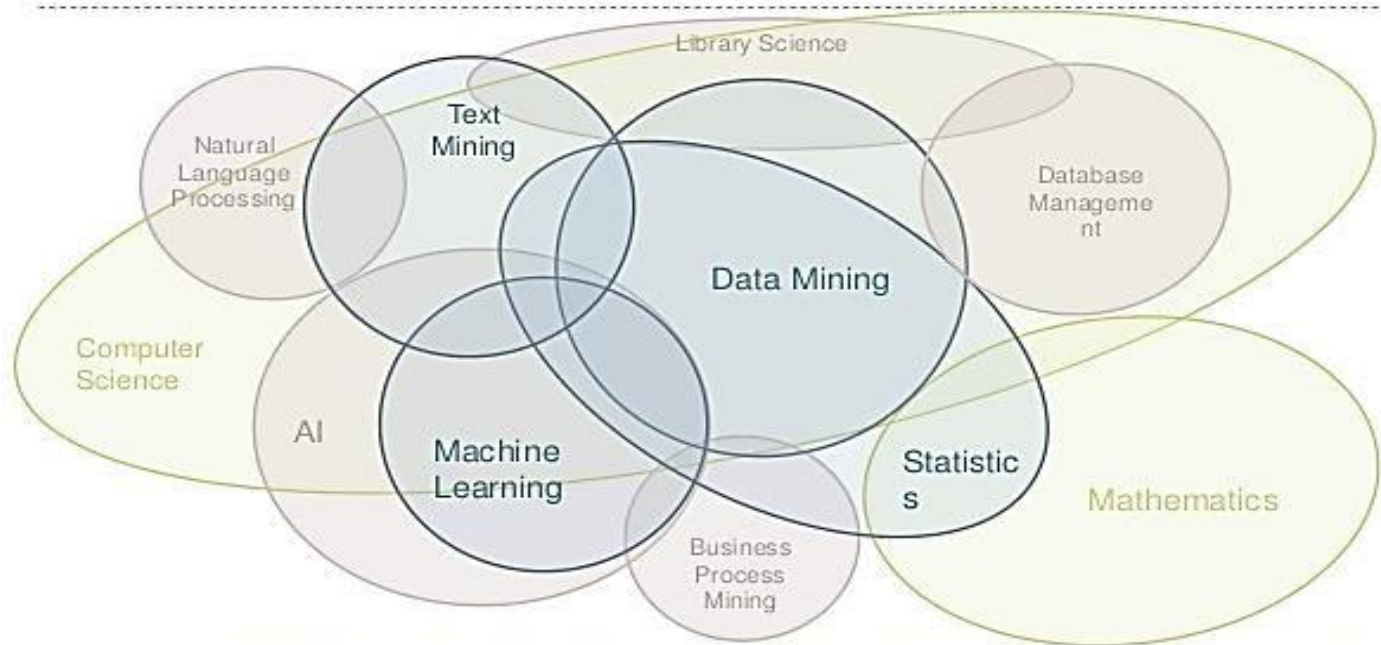 Library Science
Text
Mining
Natural
Language
Processing
Database
Manageme
nt
Data Mining
Computer
Science
AI
Machine
Learning
Statistic
s
Mathematics
Business
Process
Mining